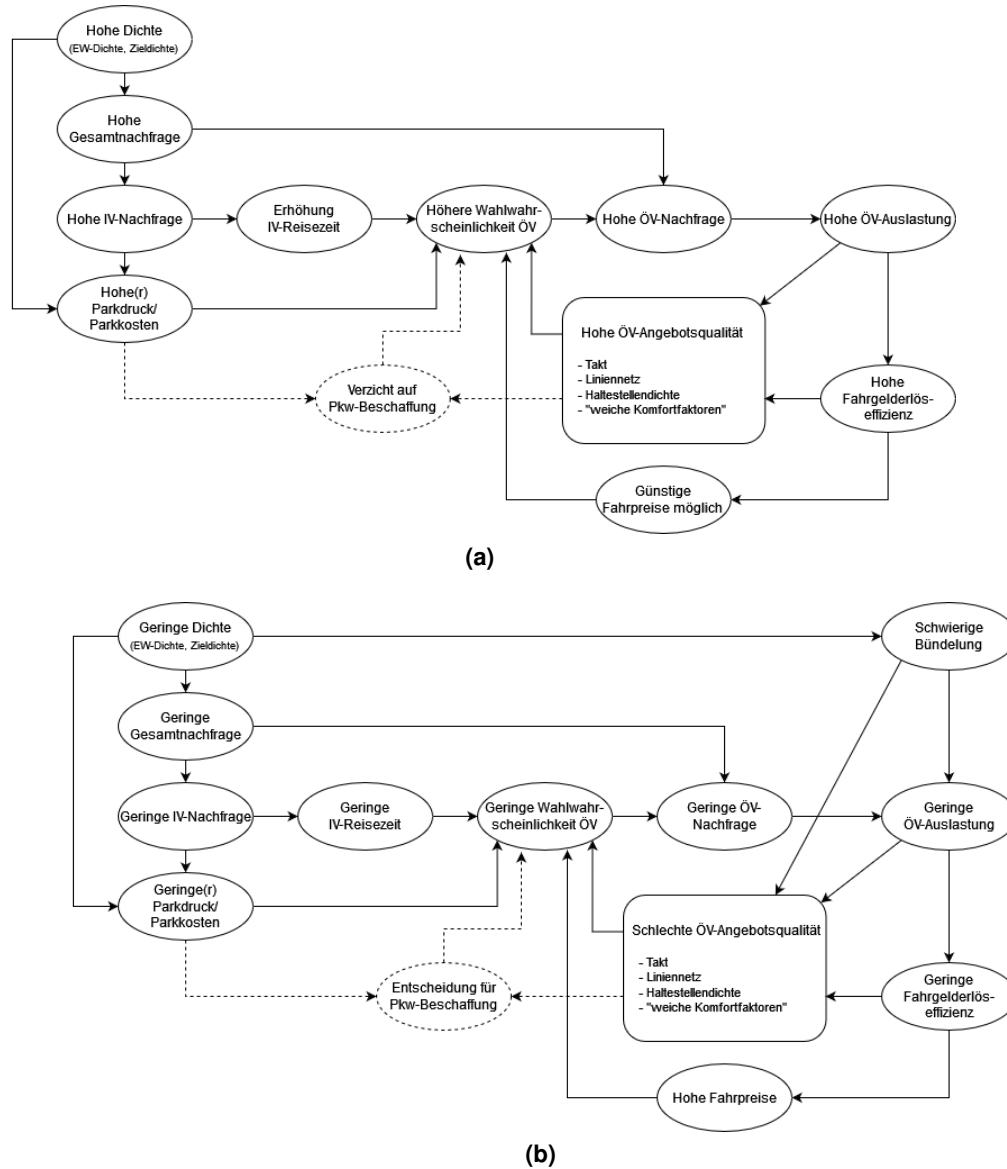 Hohe Dichte
(EW-Dichte, Zieldichte)
Hohe
Gesamtnachfrage
Hohe IV-Nachfrage
Erhöhung
IV-Reisezeit
Höhere Wahlwahr-
scheinlichkeit ÖV
Hohe ÖV-Nachfrage
Hohe ÖV-Auslastung
Hohe(r)
Parkdruck/
Parkkosten
Hohe ÖV-Angebotsqualität
- Takt
- Liniennetz
- Haltestellendichte
- "weiche Komfortfaktoren"
Verzicht auf
Pkw-Beschaffung
Hohe
Fahrgelderlös-
effizienz
Günstige
Fahrpreise möglich
(a)
Geringe Dichte
(EW-Dichte, Zieldichte)
Schwierige
Bündelung
Geringe
Gesamtnachfrage
Geringe IV-Nachfrage
Geringe
IV-Reisezeit
Geringe Wahlwahr-
scheinlichkeit ÖV
Geringe ÖV-
Nachfrage
Geringe
ÖV-Auslastung
Geringe(r)
Parkdruck/
Parkkosten
Schlechte ÖV-Angebotsqualität
- Takt
- Liniennetz
- Haltestellendichte
- "weiche Komfortfaktoren"
Entscheidung für
Pkw-Beschaffung
Geringe
Fahrgelderlös-
effizienz
Hohe Fahrpreise
(b)